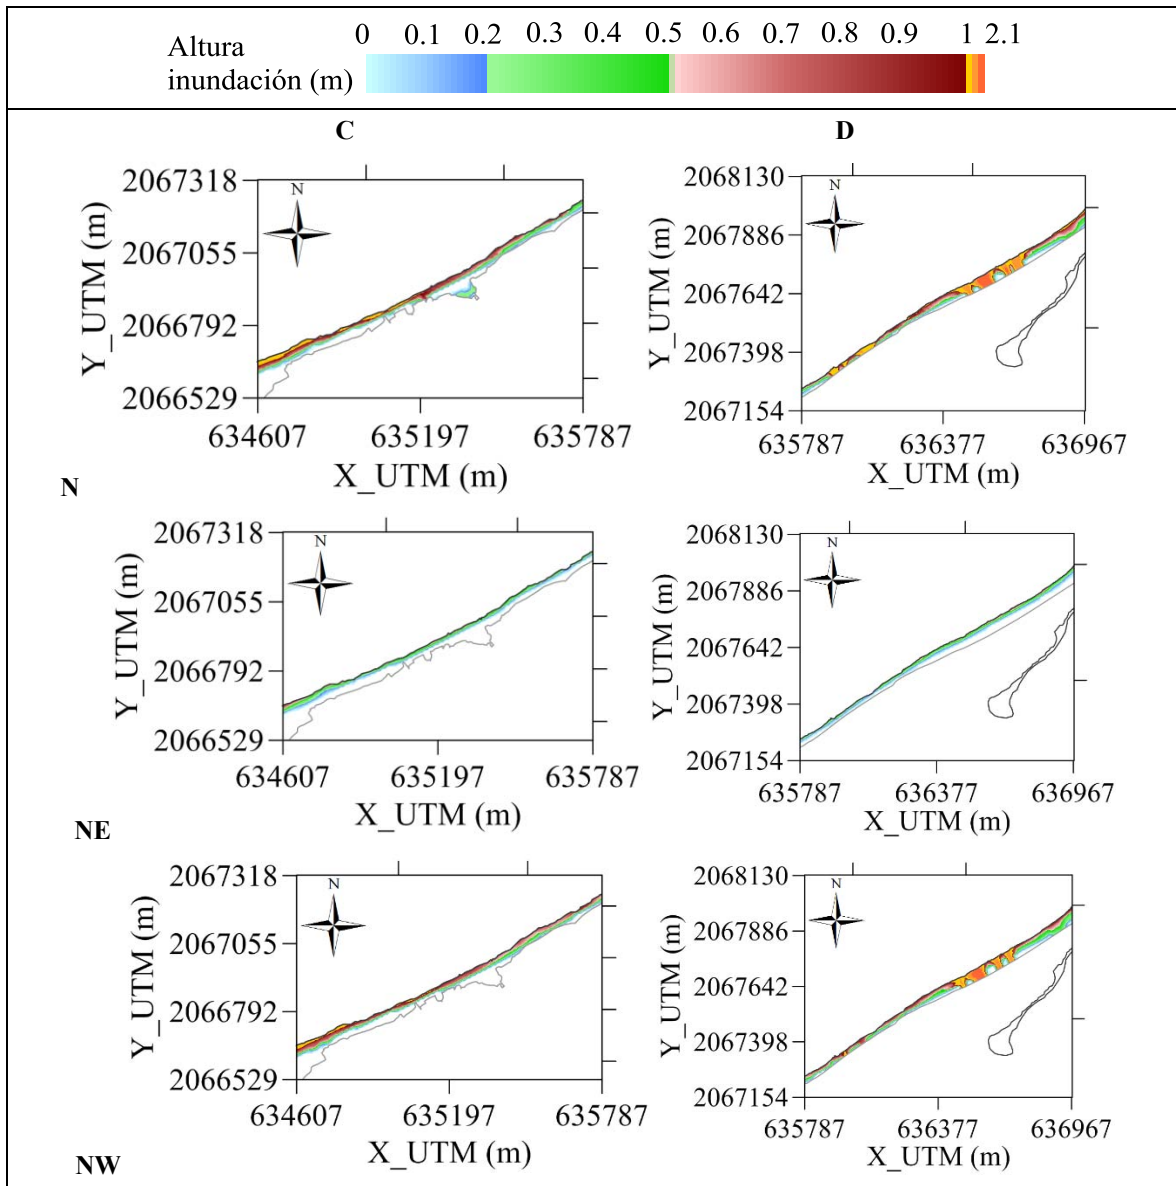 Altura
inundación (m)
0 0.1 0.2 0.3 0.4 0.5 0.6 0.7 0.8 0.9 1 2.1
C D
N
2067318
2067055
2066792
2066529
Y_UTM (m)
634607 635197 635787
X_UTM (m)
N
2068130
2067886
2067642
2067398
2067154
Y_UTM (m)
635787 636377 636967
X_UTM (m)
N
N
2067318
2067055
2066792
2066529
Y_UTM (m)
634607 635197 635787
X_UTM (m)
N
2068130
2067886
2067642
2067398
2067154
Y_UTM (m)
635787 636377 636967
X_UTM (m)
NE
N
2067318
2067055
2066792
2066529
Y_UTM (m)
634607 635197 635787
X_UTM (m)
N
2068130
2067886
2067642
2067398
2067154
Y_UTM (m)
635787 636377 636967
X_UTM (m)
NW